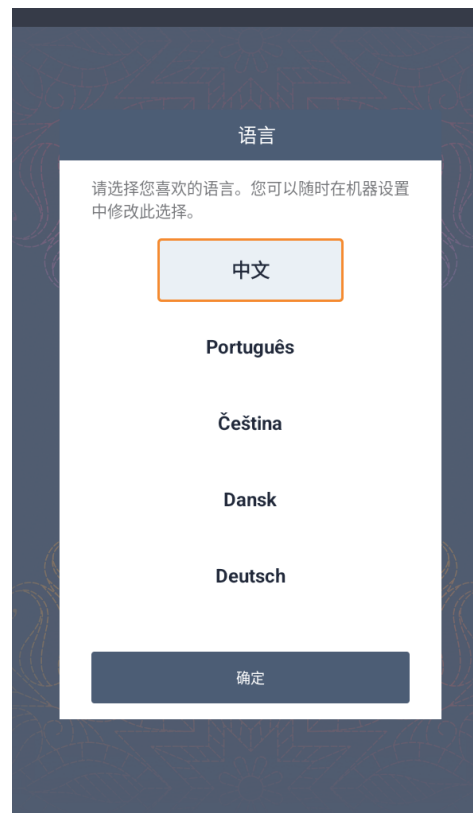 语言
请选择您喜欢的语言。您可以随时在机器设置
中修改此选择。
中文
Português
Čeština
Dansk
Deutsch
确定